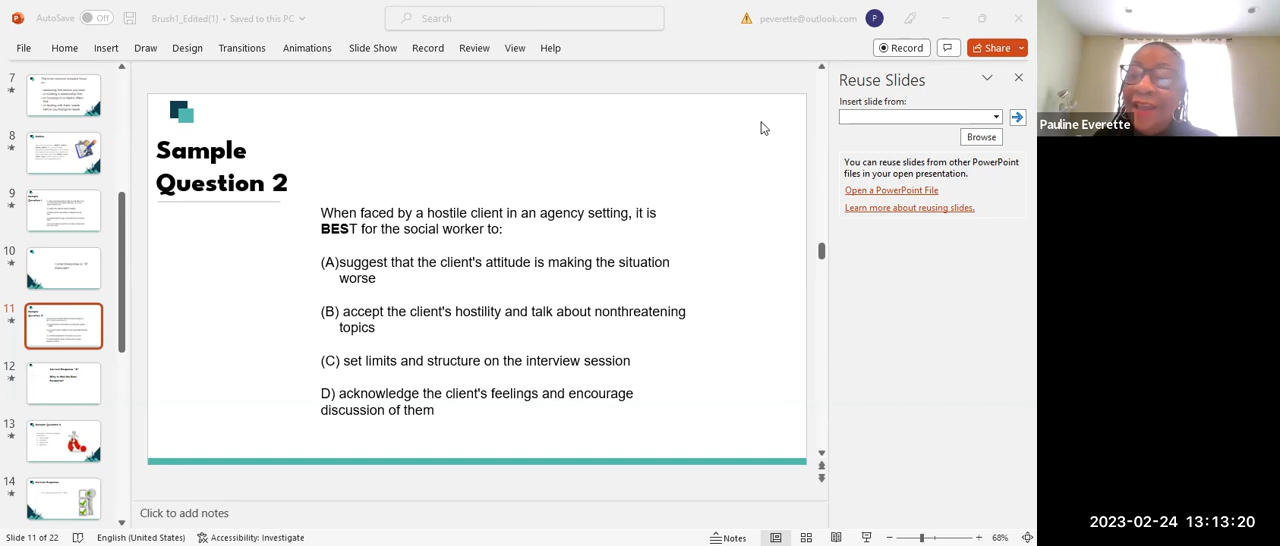 AutoSave Off Brush1_Edited(1) • Saved to this PC Search peverette@outlook.com P
File Home Insert Draw Design Transitions Animations Slide Show Record Review View Help Record Share
7
8
9
10
11
12
13
14
Sample
Question 2
When faced by a hostile client in an agency setting, it is
BEST for the social worker to:
(A)suggest that the client's attitude is making the situation
worse
(B) accept the client's hostility and talk about nonthreatening
topics
(C) set limits and structure on the interview session
D) acknowledge the client's feelings and encourage
discussion of them
Click to add notes
Reuse Slides
Insert slide from:
Browse
You can reuse slides from other PowerPoint
files in your open presentation.
Open a PowerPoint File
Learn more about reusing slides.
Pauline Everette
2023-02-24 13:13:20
Slide 11 of 22 English (United States) Accessibility: Investigate Notes 68%